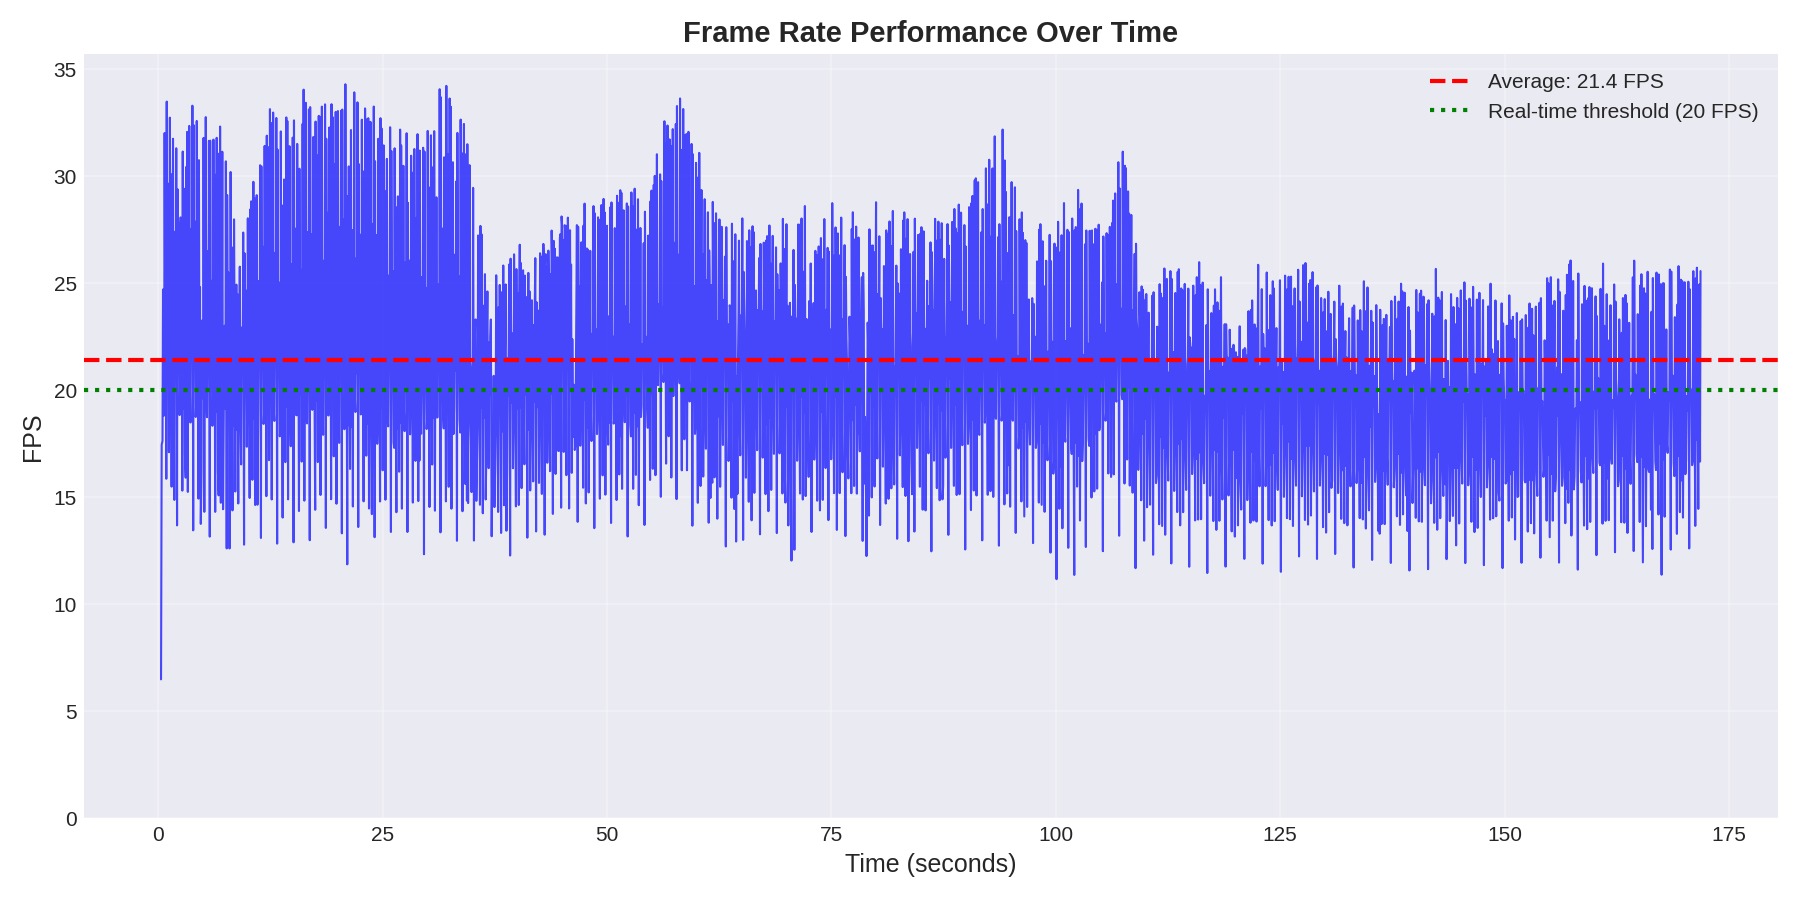 Frame Rate Performance Over Time
Average: 21.4 FPS
Real-time threshold (20 FPS)
FPS
35
30
25
20
15
10
5
0
0 25 50 75 100 125 150 175
Time (seconds)